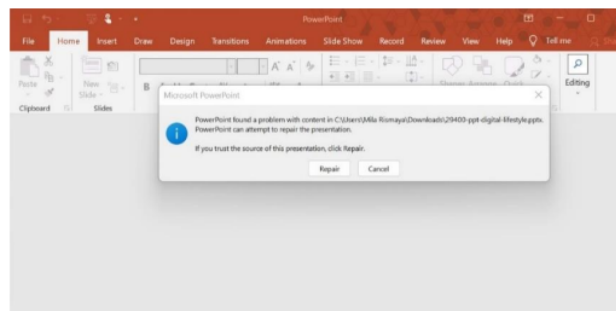 PowerPoint
File Home Insert Draw Design Transitions Animations Slide Show Record Review View Help Tell me
Paste
New
Slide
B
Editing
Clipboard
Slides
Microsoft PowerPoint
PowerPoint found a problem with content in C:\Users\Mila Rismaya\Downloads\29400-ppt-digital-lifestyle.pptx.
PowerPoint can attempt to repair the presentation.
If you trust the source of this presentation, click Repair.
Repair Cancel